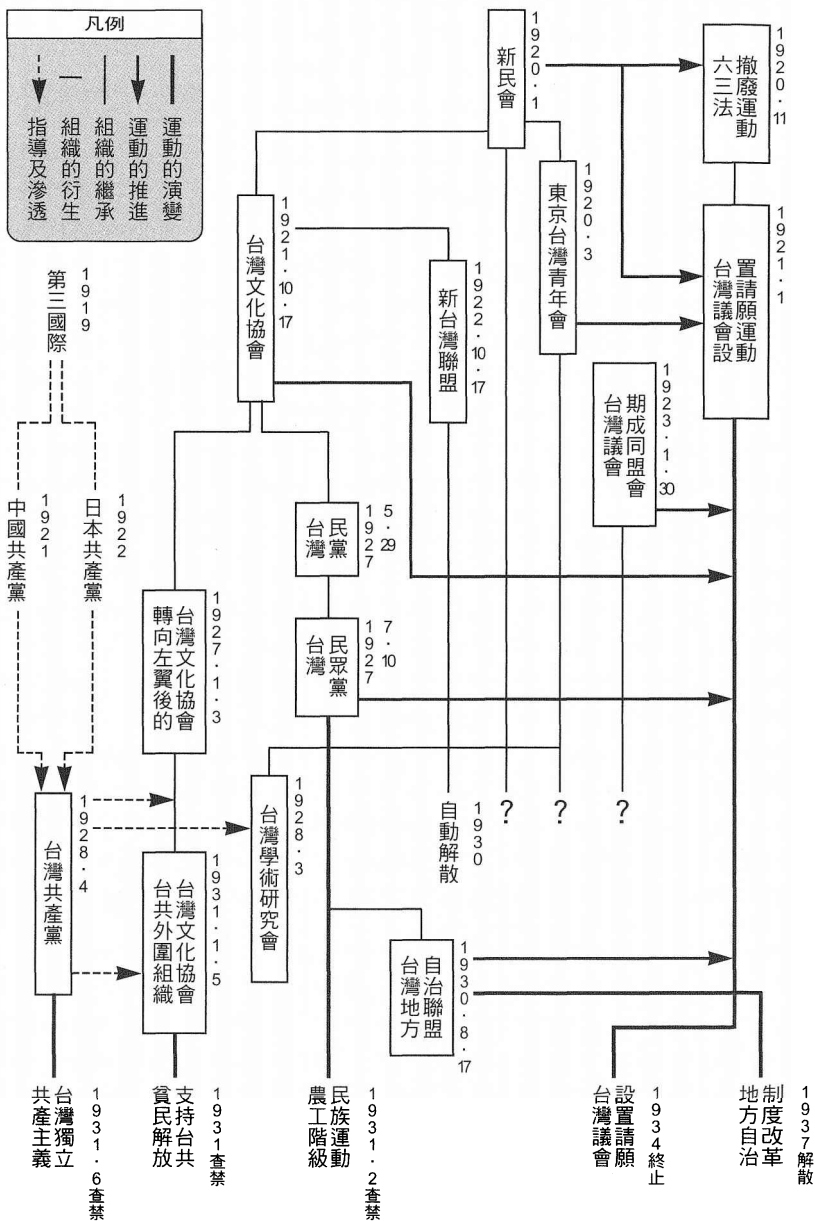 凡例
運動的演變
運動的推進
組織的繼承
組織的衍生
指導及滲透
1920·11
撤廢運動
六三法
1920·1
新民會
1920·3
東京台灣青年會
1921·1
置請願運動
台灣議會設
1921·10·17
台灣文化協會
1922·10·17
新台灣聯盟
1923·1·30
期成同盟會
台灣議會
1919
第三國際
1922
日本共產黨
1921
中國共產黨
5·29
1927
民黨
台灣
7·10
1927
民眾黨
台灣
1927·1·3
台灣文化協會
轉向左翼後的
1928·3
台灣學術研究會
1930
自動解散
?
?
?
1928·4
台灣共產黨
1931·1·5
台灣文化協會
台共外圍組織
1930·8·17
自治聯盟
台灣地方
1937解散
制度改革
地方自治
1934終止
設置請願
台灣議會
1931·2查禁
民族運動
農工階級
1931查禁
支持台共
貧民解放
1931·6查禁
台灣獨立
共產主義